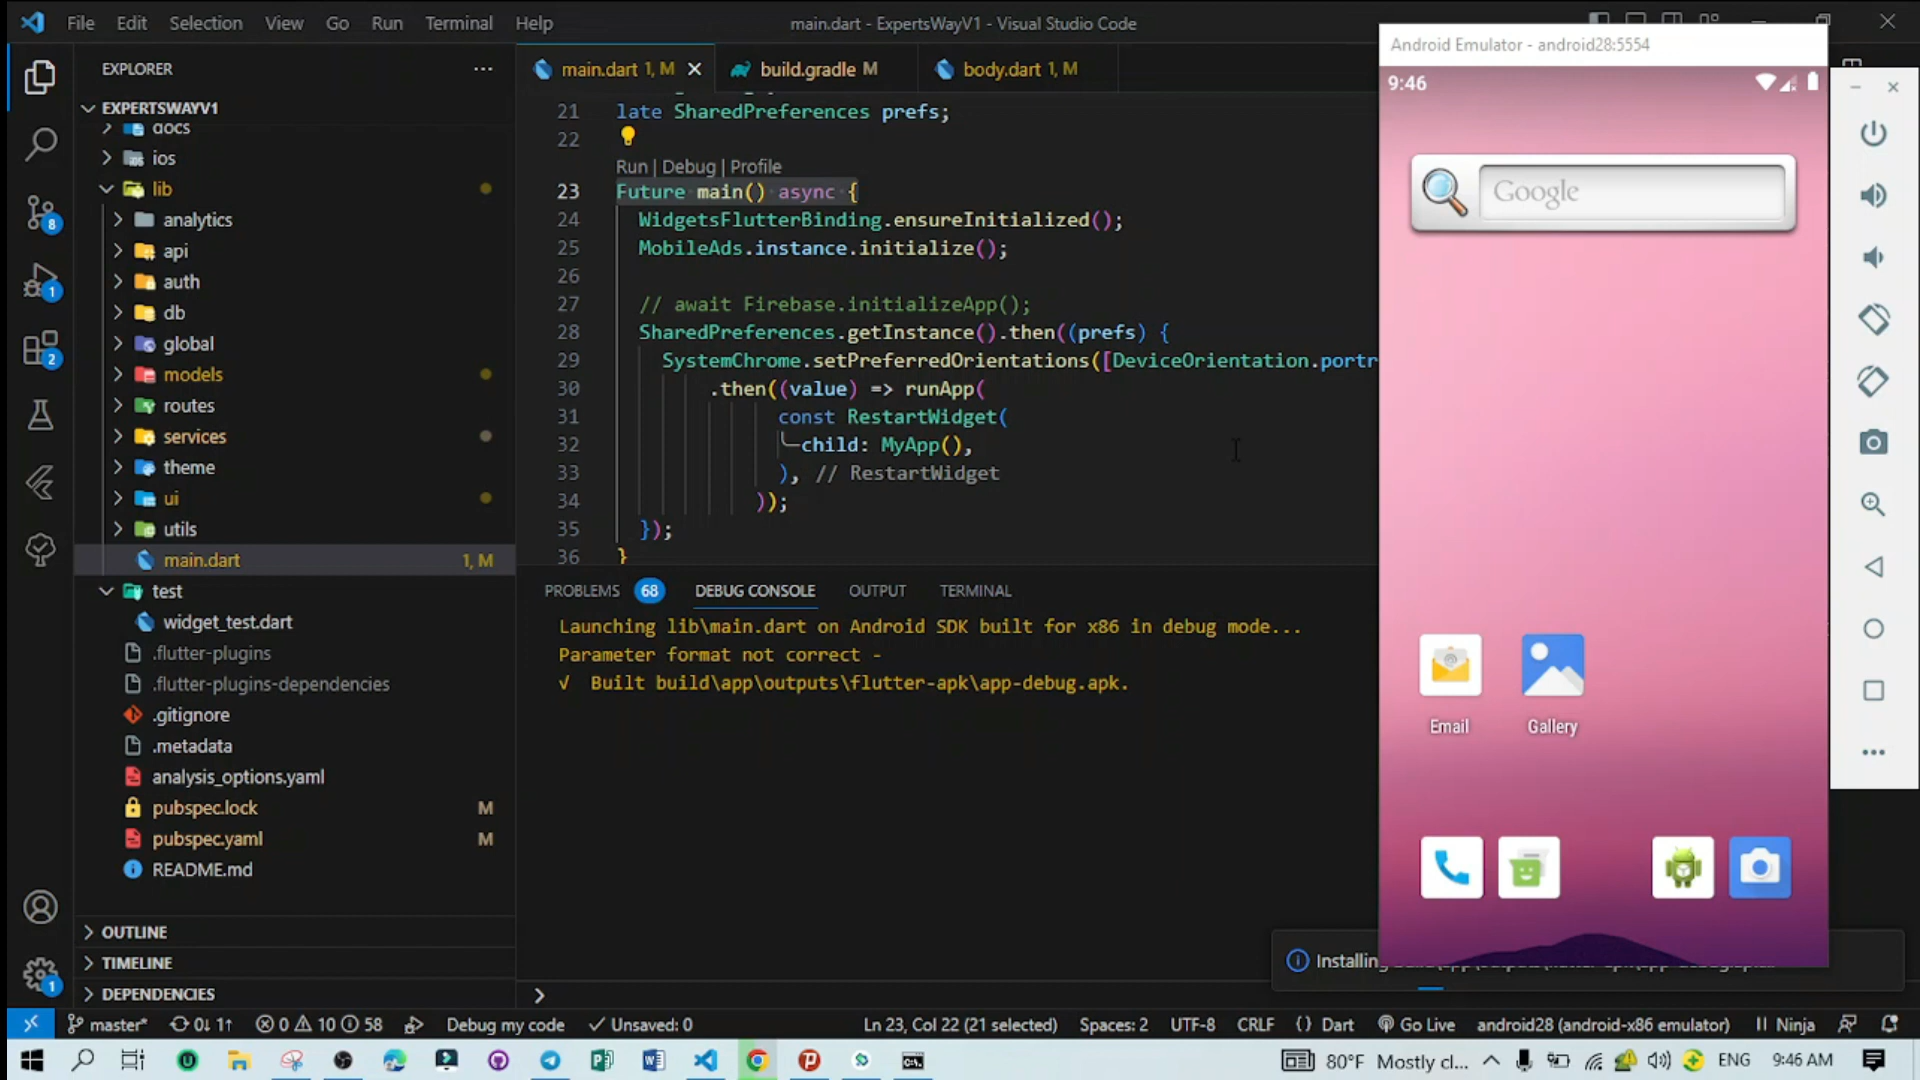 File Edit Selection View Go Run Terminal Help
main.dart - ExpertsWayV1 - Visual Studio Code
EXPLORER
EXPERTSWAYV1
docs
ios
lib
analytics
api
auth
db
global
models
routes
services
theme
ui
utils
main.dart 1, M
test
widget_test.dart
.flutter-plugins
.flutter-plugins-dependencies
.gitignore
.metadata
analysis_options.yaml
pubspec.lock M
pubspec.yaml M
README.md
OUTLINE
TIMELINE
DEPENDENCIES
8
1
2
1
main.dart 1, M
build.gradle M
body.dart 1, M
21 late SharedPreferences prefs;
22
Run | Debug | Profile
23 Future main() async {
24 WidgetsFlutterBinding.ensureInitialized();
25 MobileAds.instance.initialize();
26
27 // await Firebase.initializeApp();
28 SharedPreferences.getInstance().then((prefs) {
29 SystemChrome.setPreferredOrientations([DeviceOrientation.portr
30 .then((value) => runApp(
31 const RestartWidget(
32 child: MyApp(),
33 ), // RestartWidget
34 ));
35 });
36 }
PROBLEMS 68 DEBUG CONSOLE OUTPUT TERMINAL
Launching lib\main.dart on Android SDK built for x86 in debug mode...
Parameter format not correct -
√ Built build\app\outputs\flutter-apk\app-debug.apk.
Android Emulator - android28:5554
9:46
Google
Email
Gallery
Installing
master* 0↓ 1↑ 0 10 58 Debug my code Unsaved: 0
Ln 23, Col 22 (21 selected) Spaces: 2 UTF-8 CRLF {} Dart Go Live android28 (android-x86 emulator) Ninja
80°F Mostly cl... ENG 9:46 AM